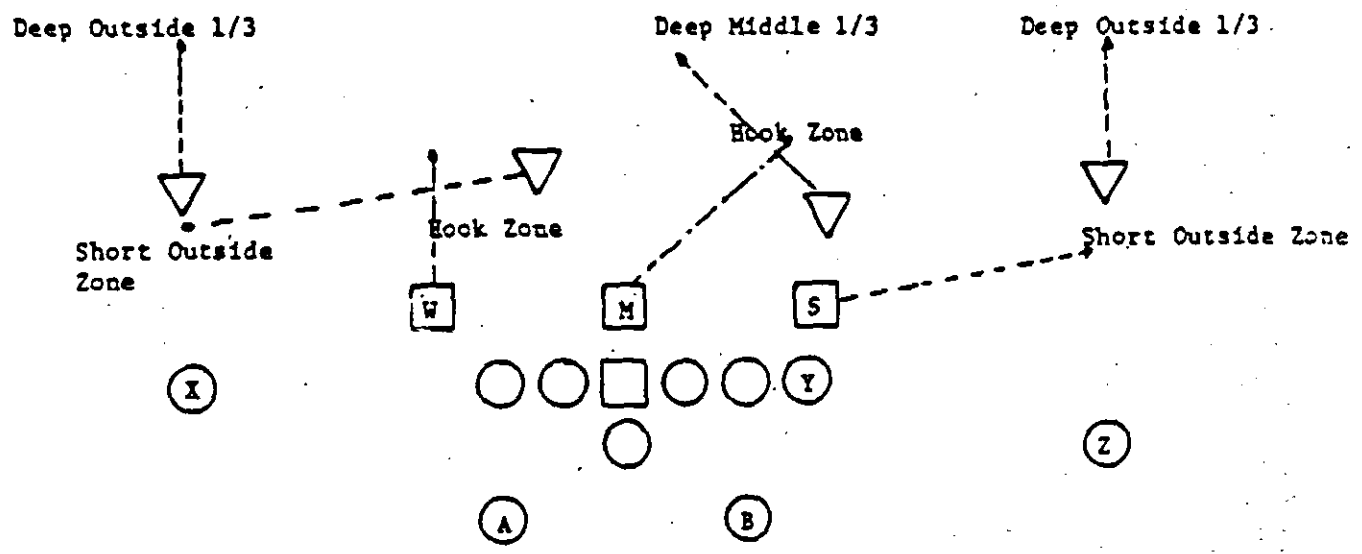 Deep Outside 1/3
Deep Middle 1/3
Deep Outside 1/3
Hook Zone
Hook Zone
Short Outside
Zone
Short Outside Zone
W
M
S
X
Y
Z
A
B